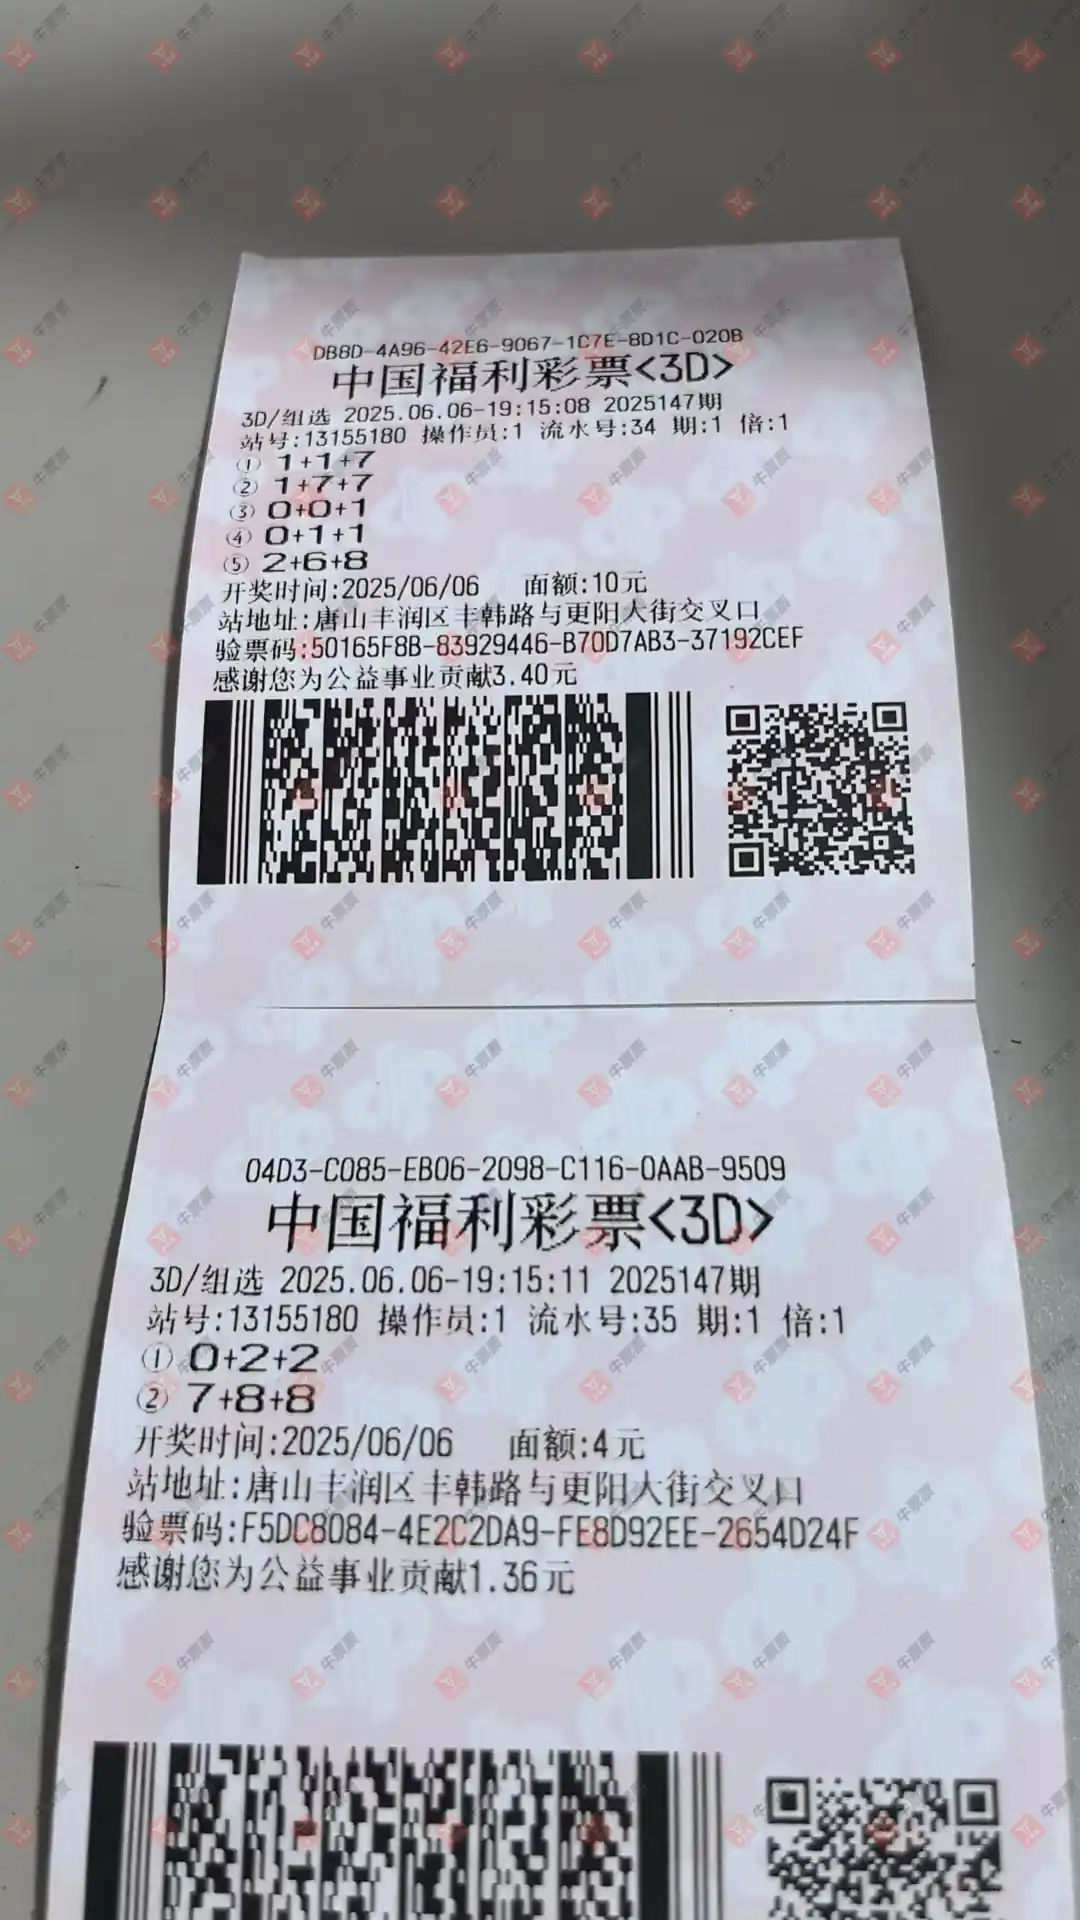 DB8D-4A96-42E6-9067-1C7E-8D1C-020B
中国福利彩票<3D>
3D/组选 2025.06.06-19:15:08 2025147期
站号:13155180 操作员:1 流水号:34 期:1 倍:1
① 1+1+7
② 1+7+7
③ 0+0+1
④ 0+1+1
⑤ 2+6+8
开奖时间:2025/06/06 面额:10元
站地址:唐山丰润区丰韩路与更阳大街交叉口
验票码:50165F8B-83929446-B70D7AB3-37192CEF
感谢您为公益事业贡献3.40元
04D3-C085-EB06-2098-C116-0AAB-9509
中国福利彩票<3D>
3D/组选 2025.06.06-19:15:11 2025147期
站号:13155180 操作员:1 流水号:35 期:1 倍:1
① 0+2+2
② 7+8+8
开奖时间:2025/06/06 面额:4元
站地址:唐山丰润区丰韩路与更阳大街交叉口
验票码:F5DC8084-4E2C2DA9-FE8D92EE-2654D24F
感谢您为公益事业贡献1.36元
牛票票